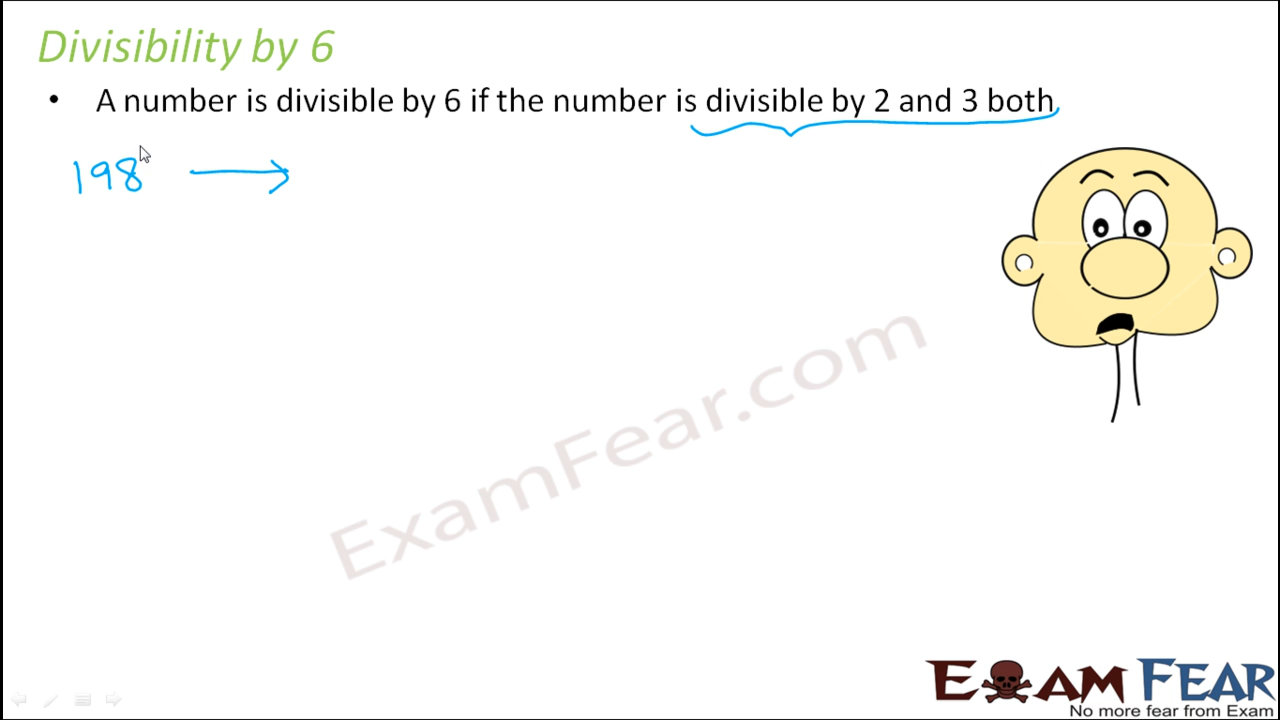 Divisibility by 6
• A number is divisible by 6 if the number is divisible by 2 and 3 both
198 →
ExamFear.com
EXAM FEAR
No more fear from Exam